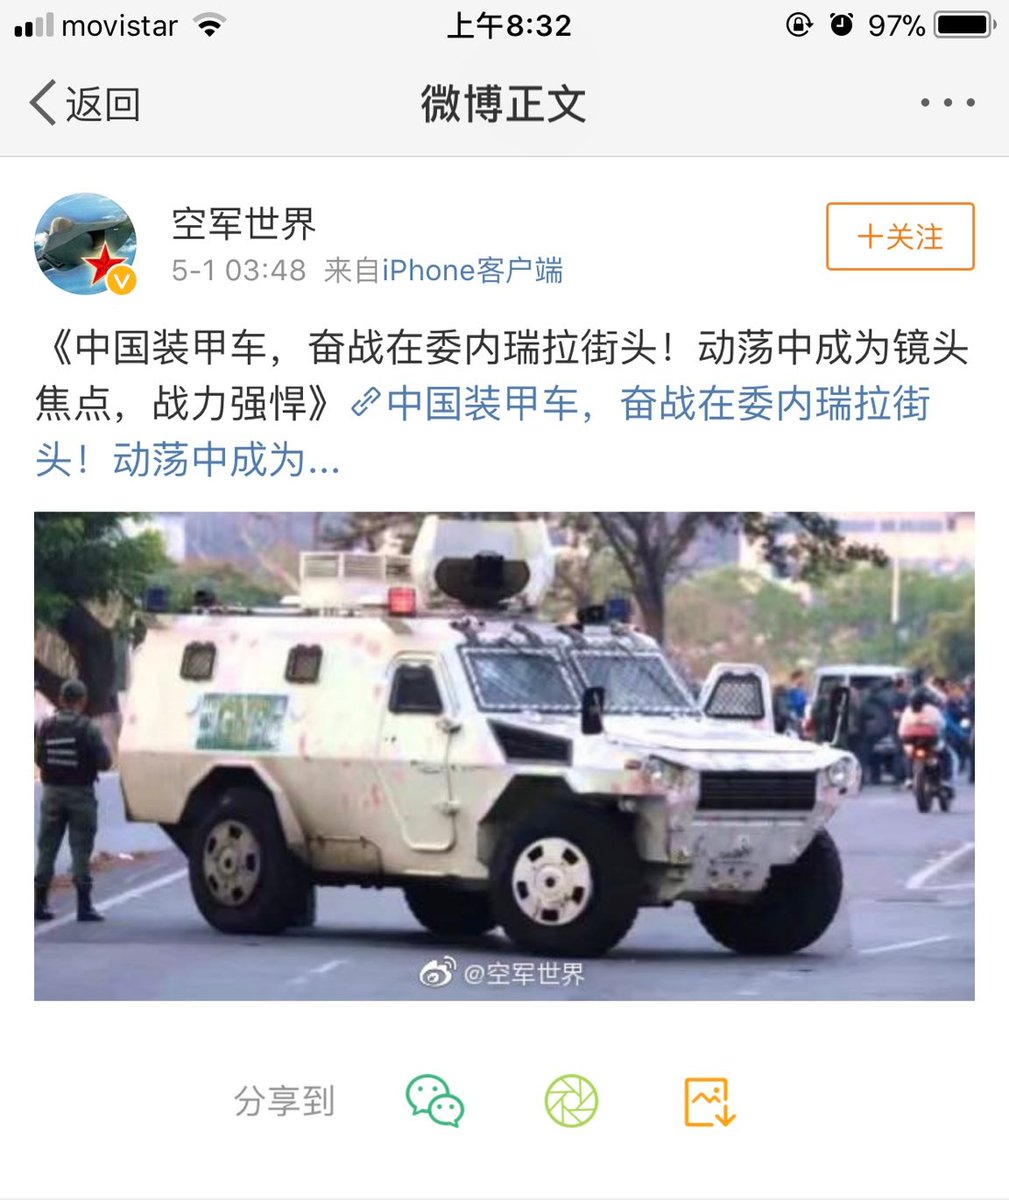 movistar 上午8:32 97%
返回 微博正文
空军世界
+关注
5-1 03:48 来自iPhone客户端
《中国装甲车，奋战在委内瑞拉街头！动荡中成为镜头
焦点，战力强悍》中国装甲车，奋战在委内瑞拉街
头！动荡中成为...
@空军世界
分享到